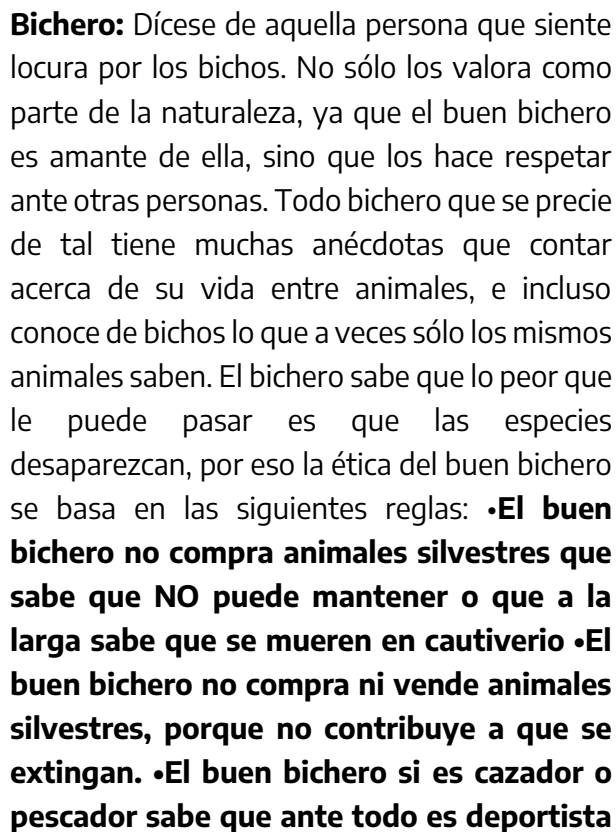 Bichero: Dícese de aquella persona que siente
locura por los bichos. No sólo los valora como
parte de la naturaleza, ya que el buen bichero
es amante de ella, sino que los hace respetar
ante otras personas. Todo bichero que se precie
de tal tiene muchas anécdotas que contar
acerca de su vida entre animales, e incluso
conoce de bichos lo que a veces sólo los mismos
animales saben. El bichero sabe que lo peor que
le puede pasar es que las especies
desaparezcan, por eso la ética del buen bichero
se basa en las siguientes reglas: •El buen
bichero no compra animales silvestres que
sabe que NO puede mantener o que a la
larga sabe que se mueren en cautiverio •El
buen bichero no compra ni vende animales
silvestres, porque no contribuye a que se
extingan. •El buen bichero si es cazador o
pescador sabe que ante todo es deportista